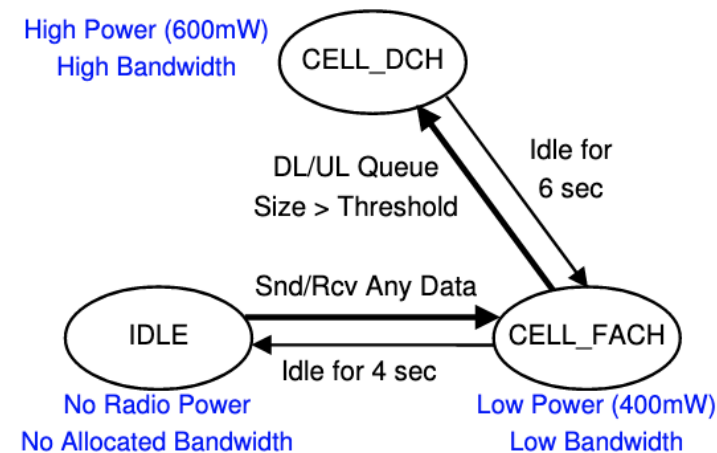 High Power (600mW)
High Bandwidth
CELL_DCH
Idle for
6 sec
DL/UL Queue
Size > Threshold
Snd/Rcv Any Data
IDLE
CELL_FACH
Idle for 4 sec
No Radio Power
No Allocated Bandwidth
Low Power (400mW)
Low Bandwidth